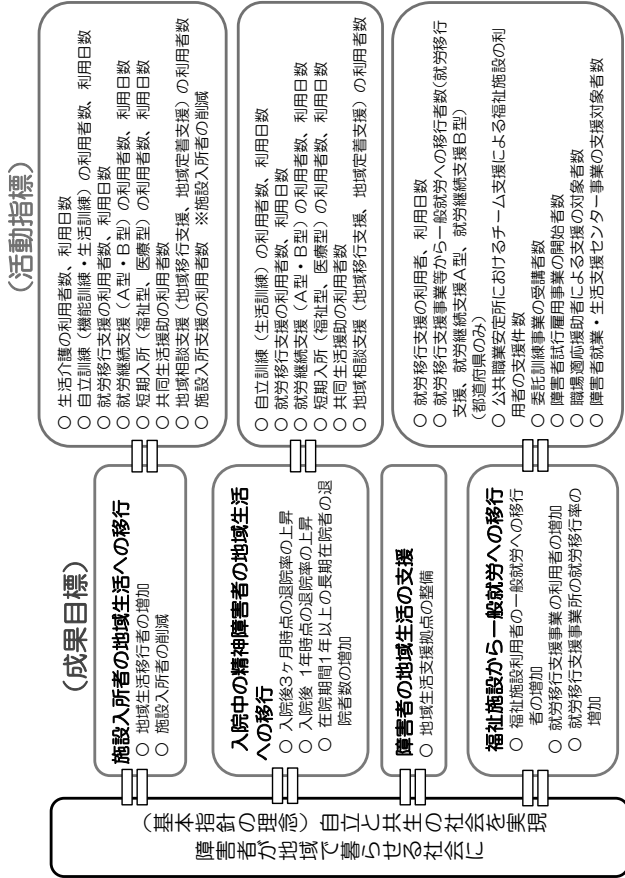 （基本指針の理念）自立と共生の社会を実現
障害者が地域で暮らせる社会に
（成果目標）
施設入所者の地域生活への移行
○ 地域生活移行者の増加
○ 施設入所者の削減
入院中の精神障害者の地域生活
への移行
○ 入院後３ヶ月時点の退院率の上昇
○ 入院後 １年時点の退院率の上昇
○ 在院期間１年以上の長期在院者の退
院者数の増加
障害者の地域生活の支援
○ 地域生活支援拠点の整備
福祉施設から一般就労への移行
○ 福祉施設利用者の一般就労への移行
者の増加
○ 就労移行支援事業の利用者の増加
○ 就労移行支援事業所の就労移行率の
増加
（活動指標）
○ 生活介護の利用者数、利用日数
○ 自立訓練（機能訓練・生活訓練）の利用者数、利用日数
○ 就労移行支援の利用者数、利用日数
○ 就労継続支援（Ａ型・Ｂ型）の利用者数、利用日数
○ 短期入所（福祉型、医療型）の利用者数、利用日数
○ 共同生活援助の利用者数
○ 地域相談支援（地域移行支援、地域定着支援）の利用者数
○ 施設入所支援の利用者数　※施設入所者の削減
○ 自立訓練（生活訓練）の利用者数、利用日数
○ 就労移行支援の利用者数、利用日数
○ 就労継続支援（Ａ型・Ｂ型）の利用者数、利用日数
○ 短期入所（福祉型、医療型）の利用者数、利用日数
○ 共同生活援助の利用者数
○ 地域相談支援（地域移行支援、地域定着支援）の利用者数
○ 就労移行支援の利用者、利用日数
○ 就労移行支援事業等から一般就労への移行者数（就労移行
支援、就労継続支援Ａ型、就労継続支援Ｂ型）
（都道府県のみ）
○ 公共職業安定所におけるチーム支援による福祉施設の利
用者の支援件数
○ 委託訓練事業の受講者数
○ 障害者試行雇用事業の開始者数
○ 職場適応援助者による支援の対象者数
○ 障害者就業・生活支援センター事業の支援対象者数